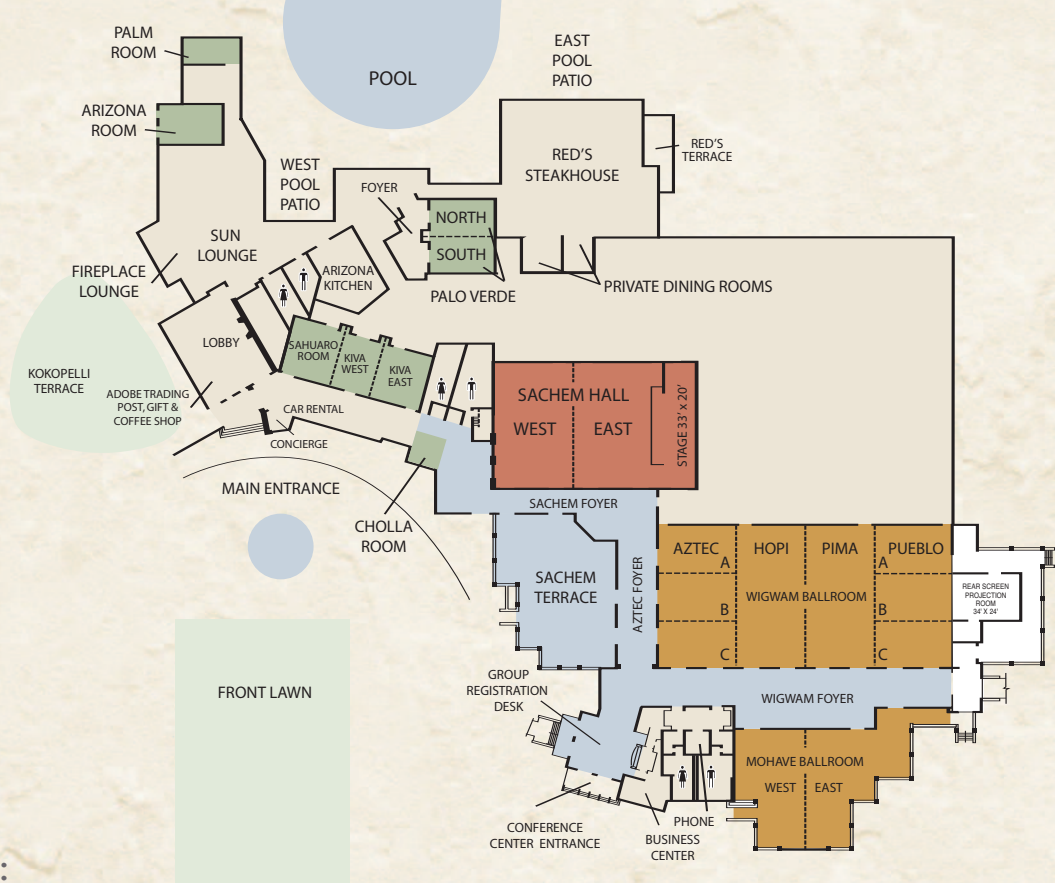 PALM
ROOM
POOL
EAST
POOL
PATIO
ARIZONA
ROOM
RED'S
STEAKHOUSE
RED'S
TERRACE
WEST
POOL
PATIO
FOYER
NORTH
SOUTH
SUN
LOUNGE
FIREPLACE
LOUNGE
ARIZONA
KITCHEN
PALO VERDE
PRIVATE DINING ROOMS
LOBBY
SAHUARO
ROOM
KIVA
WEST
KIVA
EAST
KOKOPELLI
TERRACE
ADOBE TRADING
POST, GIFT &
COFFEE SHOP
CAR RENTAL
CONCIERGE
SACHEM HALL
WEST
EAST
STAGE 33' x 20'
MAIN ENTRANCE
SACHEM FOYER
CHOLLA
ROOM
SACHEM
TERRACE
AZTEC FOYER
AZTEC
HOPI
PIMA
PUEBLO
A
A
WIGWAM BALLROOM
B
B
C
C
REAR SCREEN
PROJECTION
ROOM
34' X 24'
GROUP
REGISTRATION
DESK
FRONT LAWN
WIGWAM FOYER
MOHAVE BALLROOM
WEST
EAST
CONFERENCE
CENTER ENTRANCE
PHONE
BUSINESS
CENTER